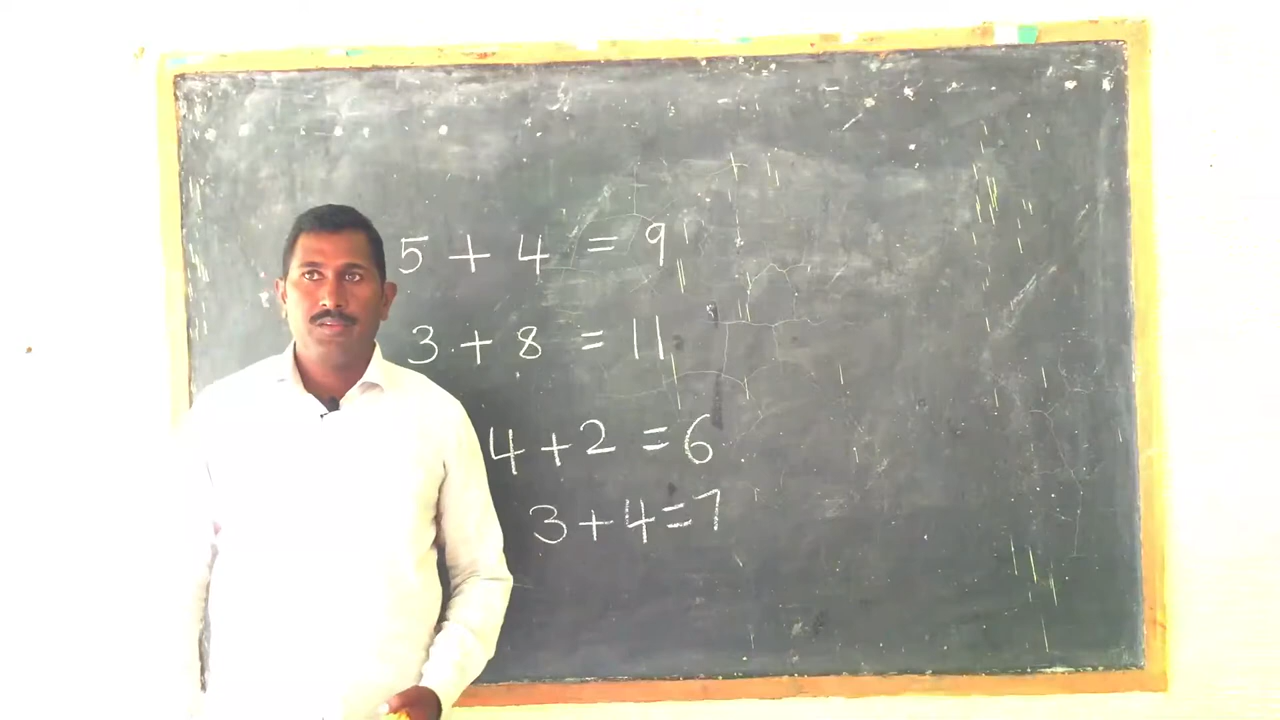 5 + 4 = 9
3 + 8 = 11
4 + 2 = 6
3 + 4 = 7